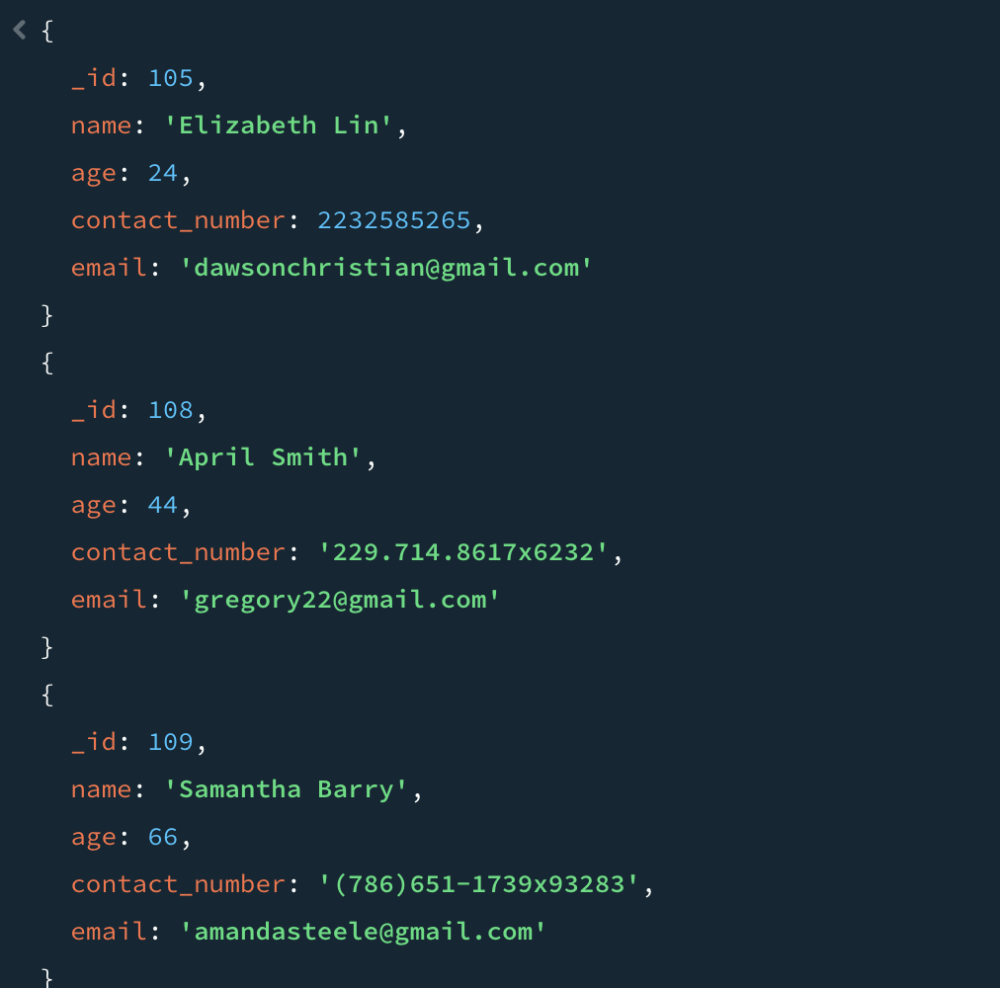 {
_id: 105,
name: 'Elizabeth Lin',
age: 24,
contact_number: 2232585265,
email: 'dawsonchristian@gmail.com'
}
{
_id: 108,
name: 'April Smith',
age: 44,
contact_number: '229.714.8617x6232',
email: 'gregory22@gmail.com'
}
{
_id: 109,
name: 'Samantha Barry',
age: 66,
contact_number: '(786)651-1739x93283',
email: 'amandasteele@gmail.com'
}